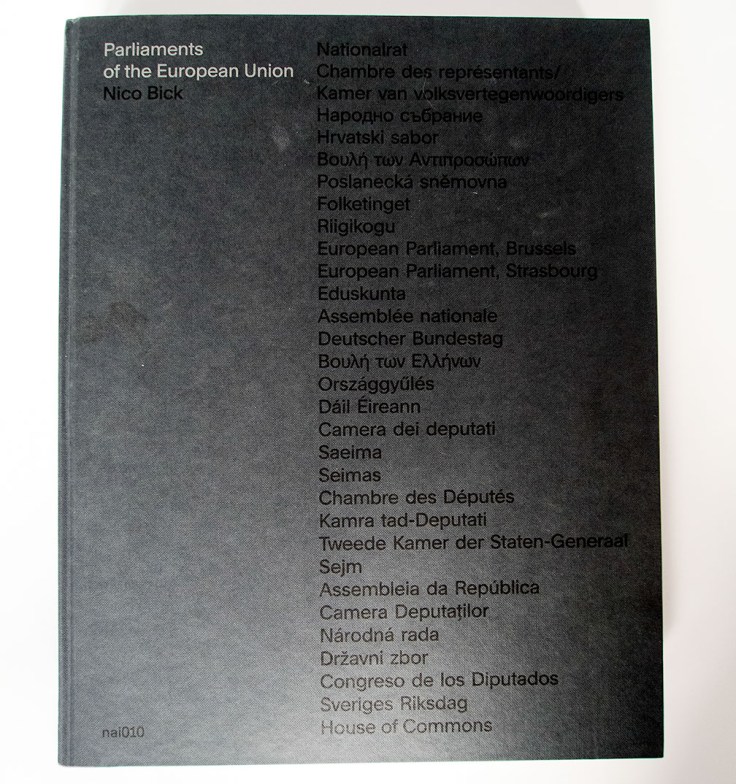 Parliaments
of the European Union
Nico Bick
Nationalrat
Chambre des représentants/
Kamer van volksvertegenwoordigers
Народно събрание
Hrvatski sabor
Βουλή των Αντιπροσώπων
Poslanecká sněmovna
Folketinget
Riigikogu
European Parliament, Brussels
European Parliament, Strasbourg
Eduskunta
Assemblée nationale
Deutscher Bundestag
Βουλή των Ελλήνων
Országgyűlés
Dáil Éireann
Camera dei deputati
Saeima
Seimas
Chambre des Députés
Kamra tad-Deputati
Tweede Kamer der Staten-Generaal
Sejm
Assembleia da República
Camera Deputaților
Národná rada
Državni zbor
Congreso de los Diputados
Sveriges Riksdag
House of Commons
nai010